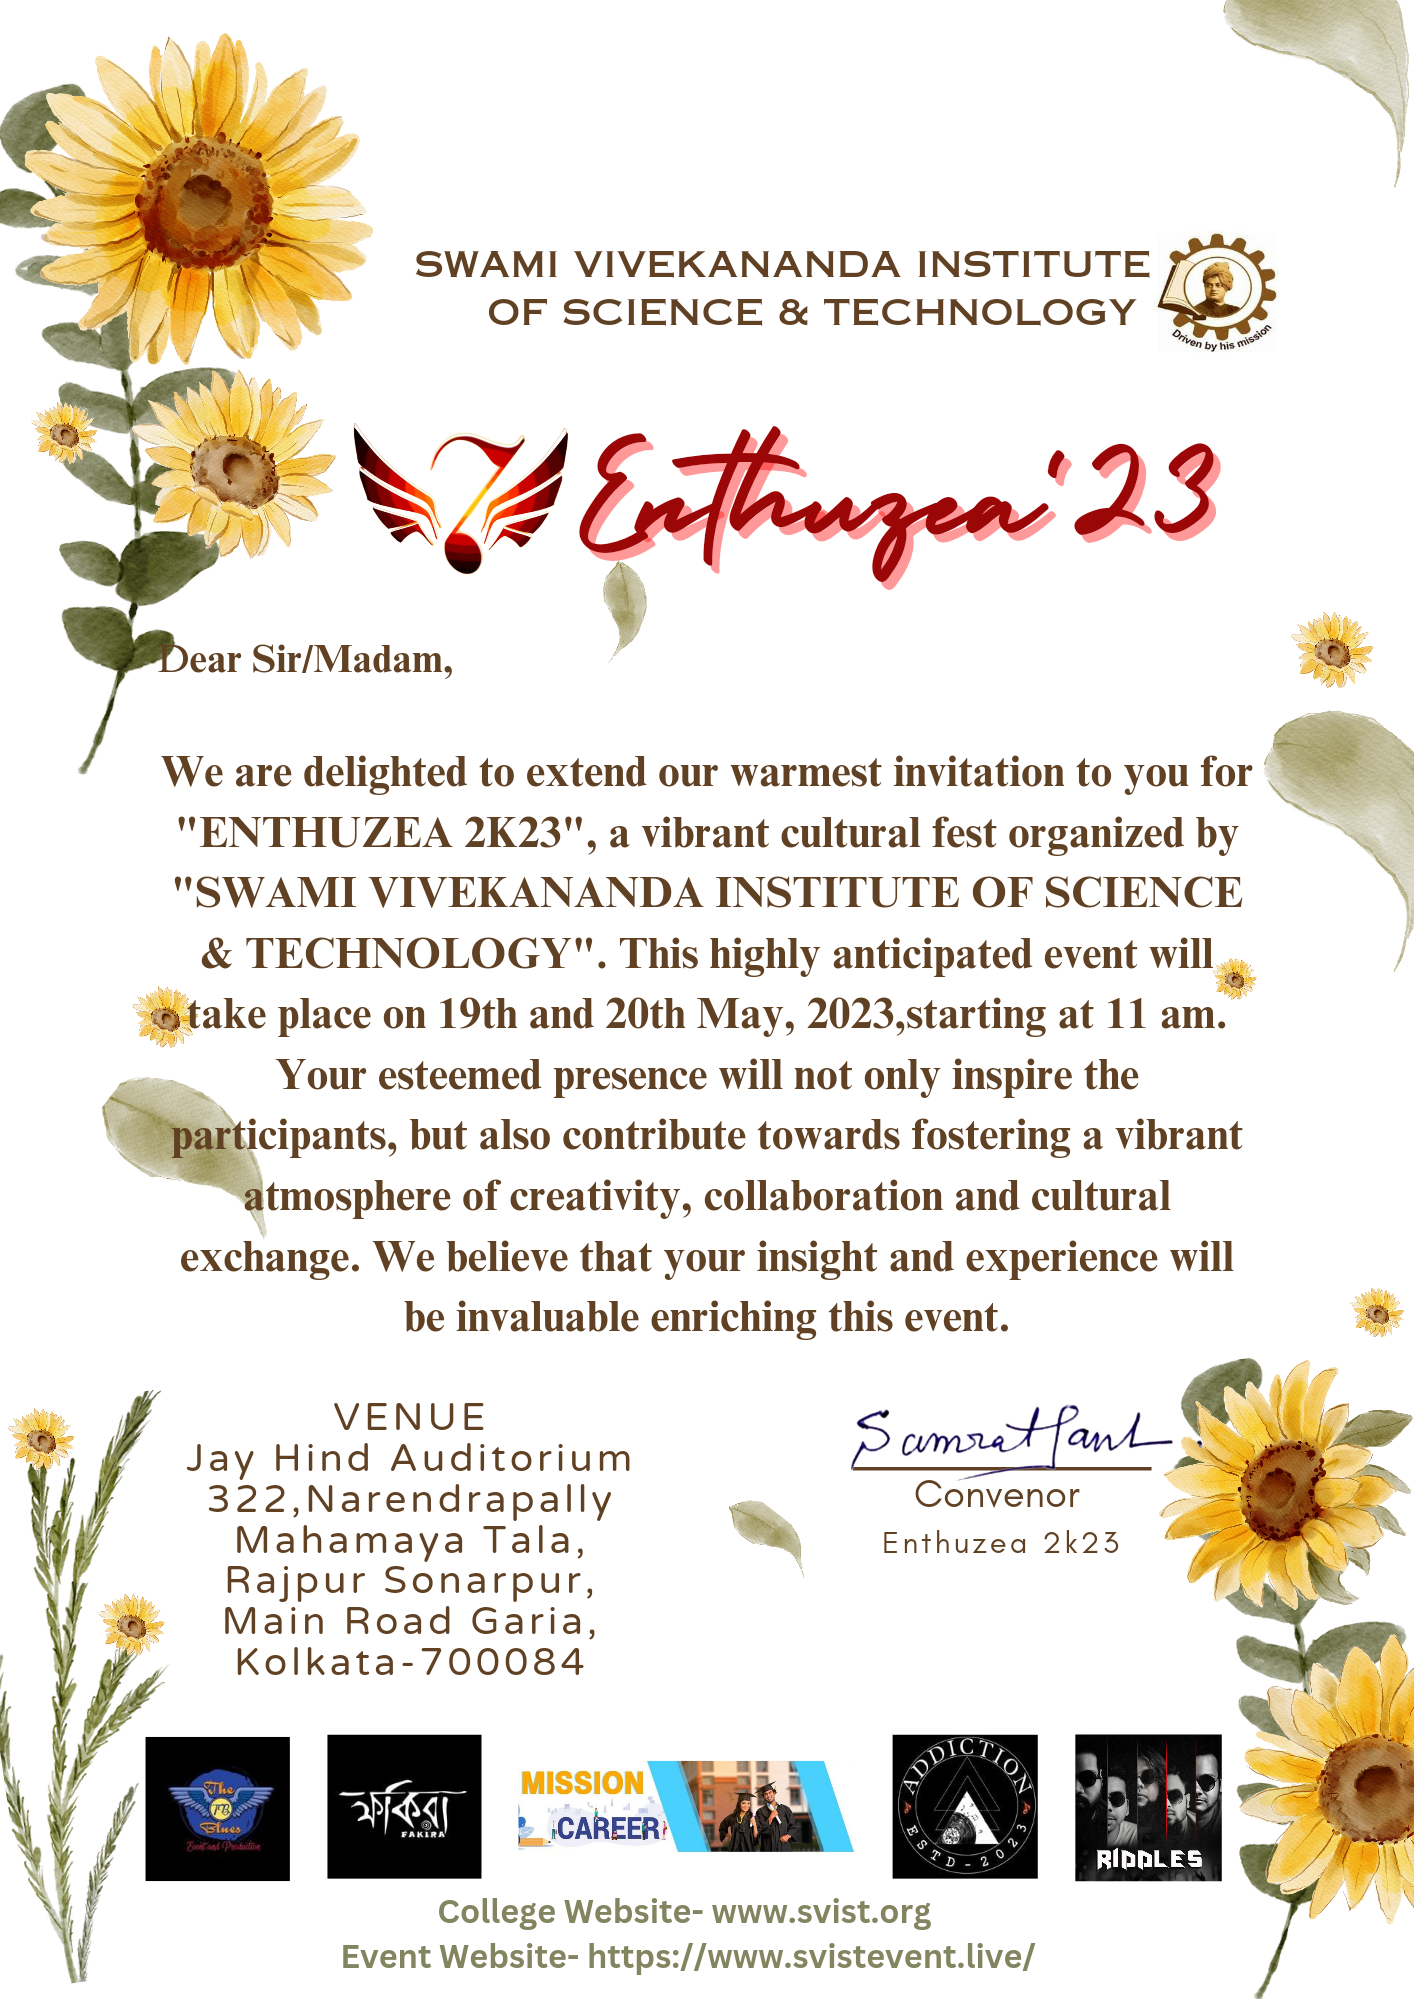 SWAMI VIVEKANANDA INSTITUTE
OF SCIENCE & TECHNOLOGY
Driven by his mission
Enthuzea'23
Dear Sir/Madam,
We are delighted to extend our warmest invitation to you for
"ENTHUZEA 2K23", a vibrant cultural fest organized by
"SWAMI VIVEKANANDA INSTITUTE OF SCIENCE
& TECHNOLOGY". This highly anticipated event will
take place on 19th and 20th May, 2023,starting at 11 am.
Your esteemed presence will not only inspire the
participants, but also contribute towards fostering a vibrant
atmosphere of creativity, collaboration and cultural
exchange. We believe that your insight and experience will
be invaluable enriching this event.
VENUE
Jay Hind Auditorium
322,Narendrapally
Mahamaya Tala,
Rajpur Sonarpur,
Main Road Garia,
Kolkata-700084
Samrat
Convenor
Enthuzea 2k23
The
TB
Blues
Event and Production
ফকিরা
FAKIRA
MISSION
CAREER
ADDICTION
ESTD-2023
RIDDLES
College Website- www.svist.org
Event Website- https://www.svistevent.live/